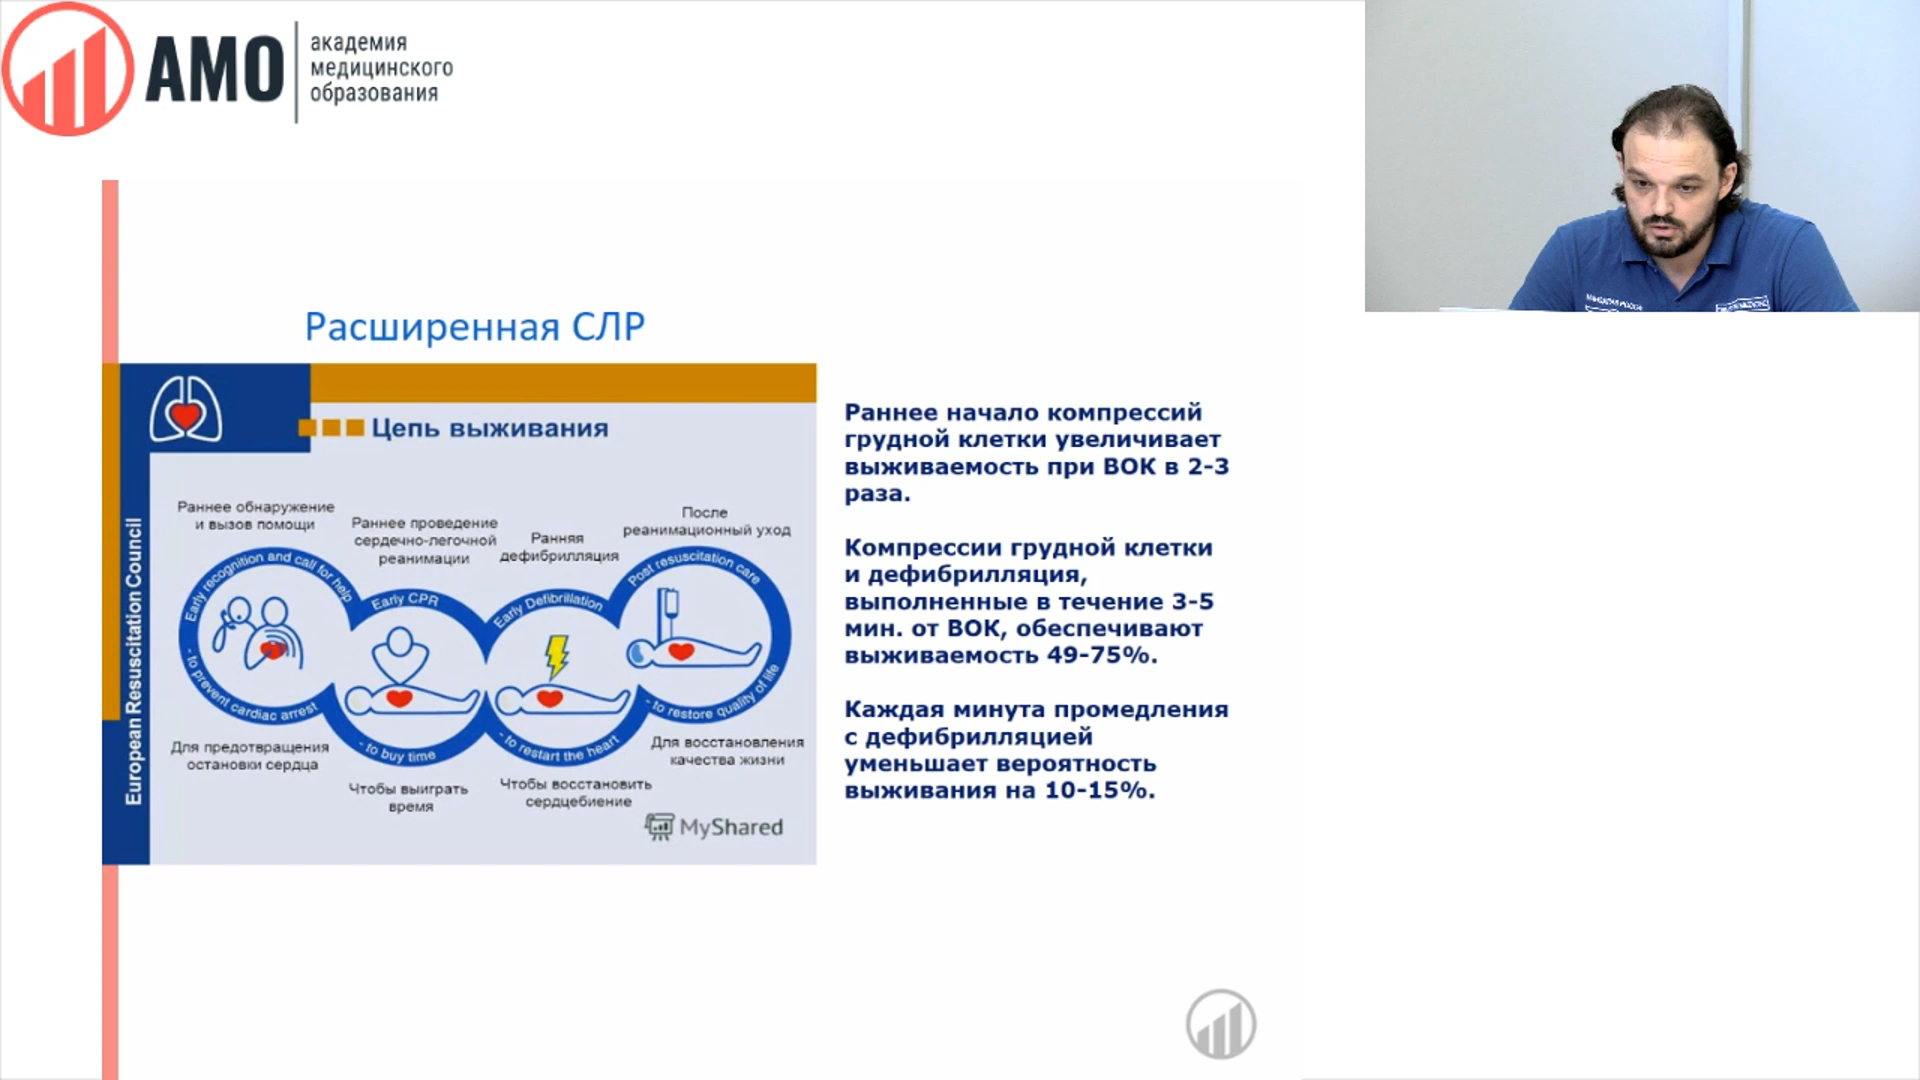 АМО
академия
медицинского
образования
Расширенная СЛР
Цепь выживания
European Resuscitation Council
Раннее обнаружение
и вызов помощи
Раннее проведение
сердечно-легочной
реанимации
Ранняя
дефибрилляция
После
реанимационный уход
Early recognition and call for help
- to prevent cardiac arrest
Early CPR
- to buy time
Early Defibrillation
- to restart the heart
Post resuscitation care
- to restore quality of life
Для предотвращения
остановки сердца
Чтобы выиграть
время
Чтобы восстановить
сердцебиение
Для восстановления
качества жизни
MyShared
Раннее начало компрессий
грудной клетки увеличивает
выживаемость при ВОК в 2-3
раза.
Компрессии грудной клетки
и дефибрилляция,
выполненные в течение 3-5
мин. от ВОК, обеспечивают
выживаемость 49-75%.
Каждая минута промедления
с дефибрилляцией
уменьшает вероятность
выживания на 10-15%.